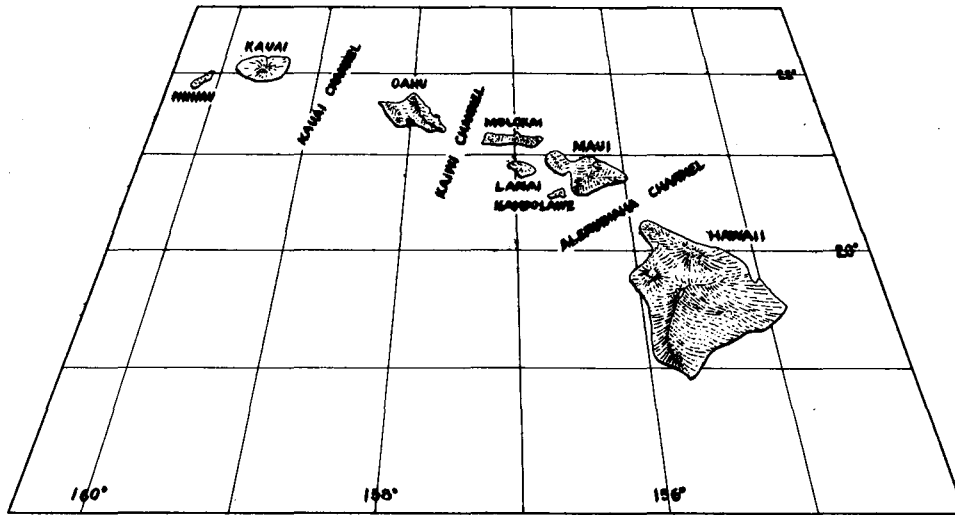 KAUAI
22°
NIIHAU
KAUAI CHANNEL
OAHU
KAIWI CHANNEL
MOLOKAI
MAUI
LANAI
KAHOOLAWE
ALENUIHAHA CHANNEL
HAWAII
20°
160°
158°
156°